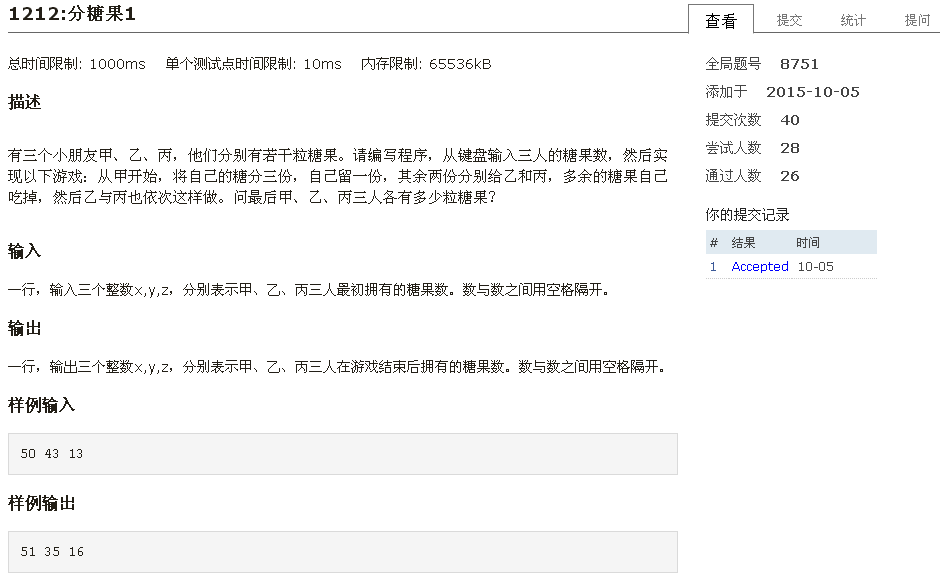 1212:分糖果1
总时间限制: 1000ms 单个测试点时间限制: 10ms 内存限制: 65536kB
描述
有三个小朋友甲、乙、丙，他们分别有若干粒糖果。请编写程序，从键盘输入三人的糖果数，然后实
现以下游戏：从甲开始，将自己的糖分三份，自己留一份，其余两份分别给乙和丙，多余的糖果自己
吃掉，然后乙与丙也依次这样做。问最后甲、乙、丙三人各有多少粒糖果？
输入
一行，输入三个整数x,y,z，分别表示甲、乙、丙三人最初拥有的糖果数。数与数之间用空格隔开。
输出
一行，输出三个整数x,y,z，分别表示甲、乙、丙三人在游戏结束后拥有的糖果数。数与数之间用空格隔开。
样例输入
50 43 13
样例输出
51 35 16
查看 提交 统计 提问
全局题号 8751
添加于 2015-10-05
提交次数 40
尝试人数 28
通过人数 26
你的提交记录
# 结果 时间
1 Accepted 10-05